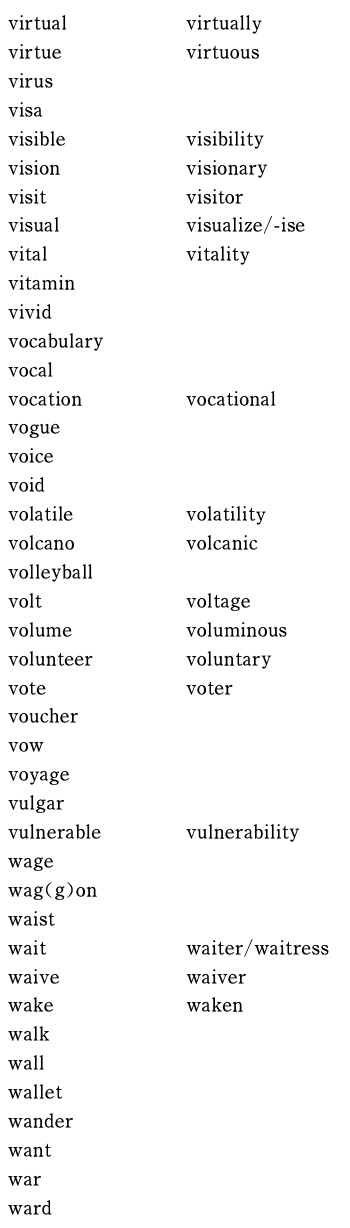 virtual virtually
virtue virtuous
virus
visa
visible visibility
vision visionary
visit visitor
visual visualize/-ise
vital vitality
vitamin
vivid
vocabulary
vocal
vocation vocational
vogue
voice
void
volatile volatility
volcano volcanic
volleyball
volt voltage
volume voluminous
volunteer voluntary
vote voter
voucher
vow
voyage
vulgar
vulnerable vulnerability
wage
wag(g)on
waist
wait waiter/waitress
waive waiver
wake waken
walk
wall
wallet
wander
want
war
ward